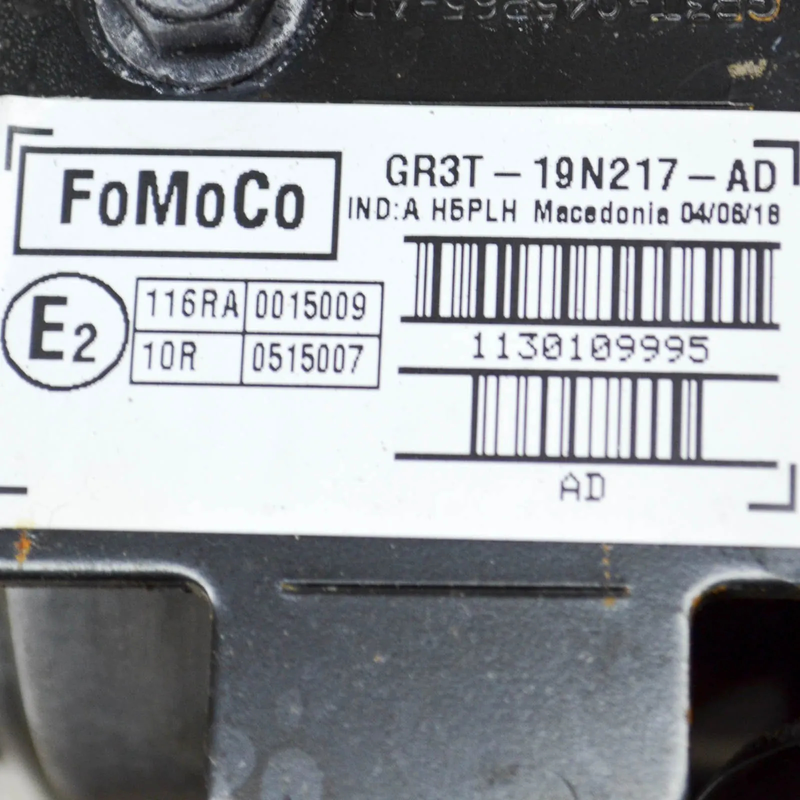 FoMoCo
GR3T-19N217-AD
IND:A H5PLH Macedonia 04/06/18
E2
116RA 0015009
10R 0515007
1130109995
AD